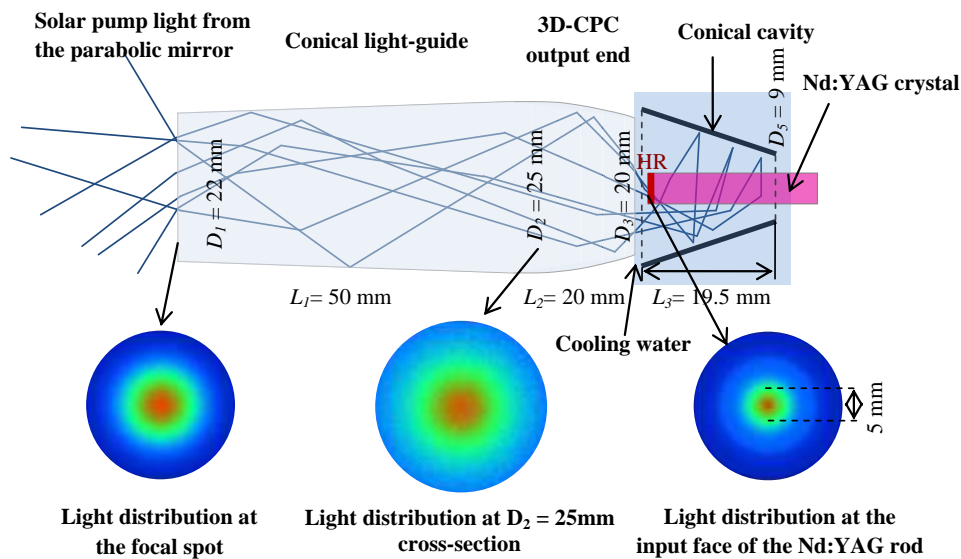 Solar pump light from
the parabolic mirror
Conical light-guide
3D-CPC
output end
Conical cavity
Nd:YAG crystal
D1 = 22 mm
D2 = 25 mm
D3 = 20 mm
HR
D5 = 9 mm
L1= 50 mm
L2= 20 mm
L3= 19.5 mm
Cooling water
5 mm
Light distribution at
the focal spot
Light distribution at D2 = 25mm
cross-section
Light distribution at the
input face of the Nd:YAG rod